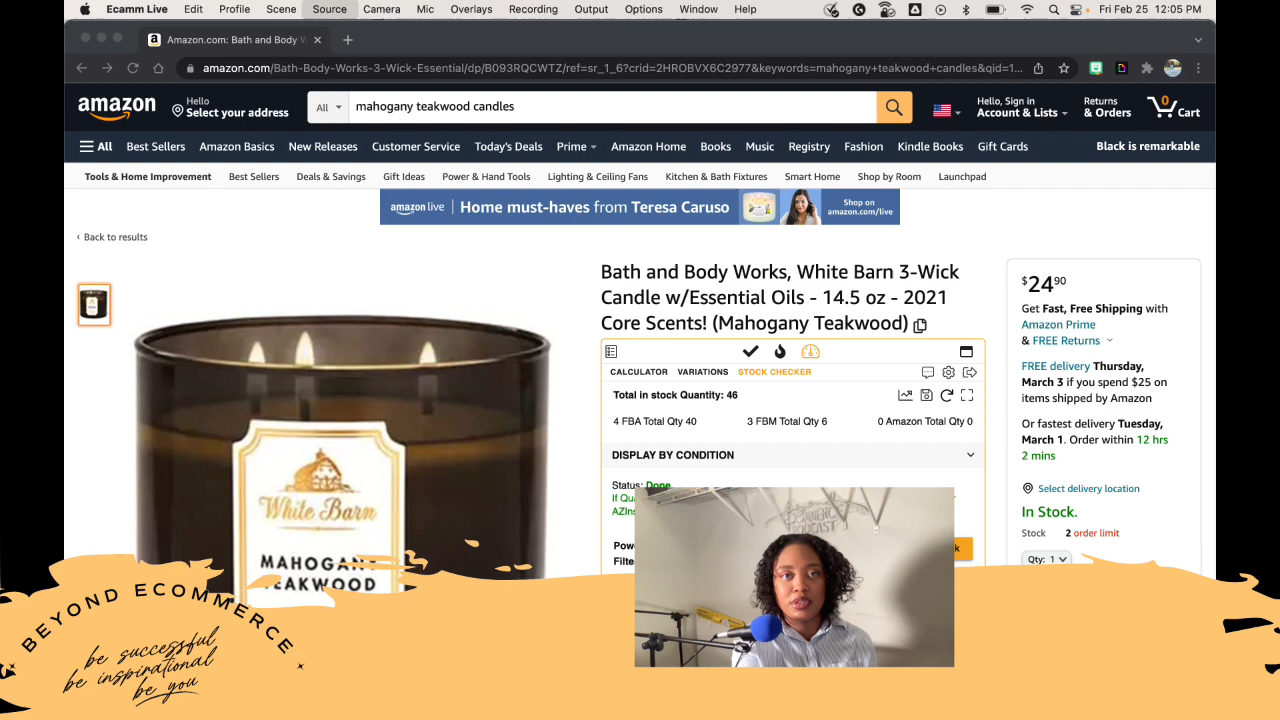 Ecamm Live Edit Profile Scene Source Camera Mic Overlays Recording Output Options Window Help Fri Feb 25 12:05 PM
Amazon.com: Bath and Body W
amazon.com/Bath-Body-Works-3-Wick-Essential/dp/B093RQCWTZ/ref=sr_1_6?crid=2HROBVX6C2977&keywords=mahogany+teakwood+candles&qid=1...
amazon
Hello
Select your address
All
mahogany teakwood candles
Hello, Sign in
Account & Lists
Returns
& Orders
0
Cart
All Best Sellers Amazon Basics New Releases Customer Service Today's Deals Prime Amazon Home Books Music Registry Fashion Kindle Books Gift Cards Black is remarkable
Tools & Home Improvement Best Sellers Deals & Savings Gift Ideas Power & Hand Tools Lighting & Ceiling Fans Kitchen & Bath Fixtures Smart Home Shop by Room Launchpad
amazon live Home must-haves from Teresa Caruso
Shop on
amazon.com/live
‹ Back to results
Bath and Body Works, White Barn 3-Wick
Candle w/Essential Oils - 14.5 oz - 2021
Core Scents! (Mahogany Teakwood)
CALCULATOR VARIATIONS STOCK CHECKER
Total in stock Quantity: 46
4 FBA Total Qty 40 3 FBM Total Qty 6 0 Amazon Total Qty 0
DISPLAY BY CONDITION
Status: Done
If Qua
AZIns
Powe
Filte
k
$24.90
Get Fast, Free Shipping with
Amazon Prime
& FREE Returns
FREE delivery Thursday,
March 3 if you spend $25 on
items shipped by Amazon
Or fastest delivery Tuesday,
March 1. Order within 12 hrs
2 mins
Select delivery location
In Stock.
Stock 2 order limit
Qty: 1
White Barn
MAHOGANY
TEAKWOOD
COMMERCE
PODCAST
BEYOND ECOMMERCE
be successful
be inspirational
be you